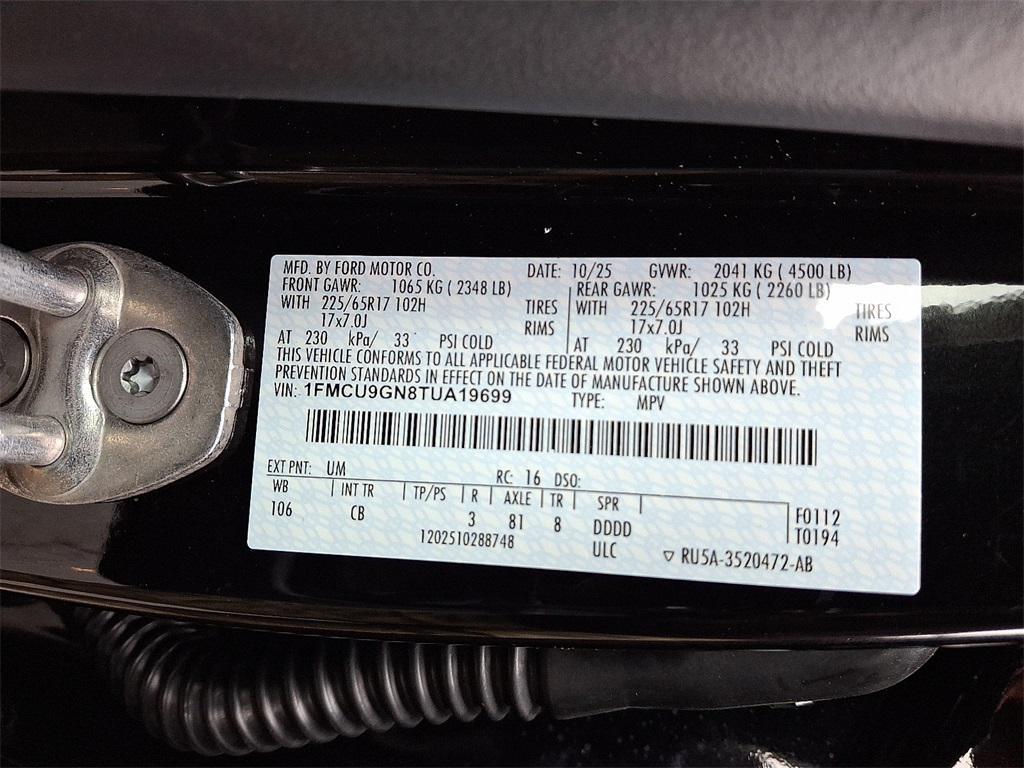 MFD. BY FORD MOTOR CO. DATE: 10/25 GVWR: 2041 KG ( 4500 LB)
FRONT GAWR: 1065 KG ( 2348 LB) REAR GAWR: 1025 KG ( 2260 LB)
WITH 225/65R17 102H TIRES WITH 225/65R17 102H TIRES
17x7.0J RIMS 17x7.0J RIMS
AT 230 kPa/ 33 PSI COLD AT 230 kPa/ 33 PSI COLD
THIS VEHICLE CONFORMS TO ALL APPLICABLE FEDERAL MOTOR VEHICLE SAFETY AND THEFT
PREVENTION STANDARDS IN EFFECT ON THE DATE OF MANUFACTURE SHOWN ABOVE.
VIN: 1FMCU9GN8TUA19699 TYPE: MPV
EXT PNT: UM RC: 16 DSO:
WB INT TR TP/PS R AXLE TR SPR
106 CB 3 81 8 DDDD F0112
1202510288748 ULC T0194
RU5A-3520472-AB